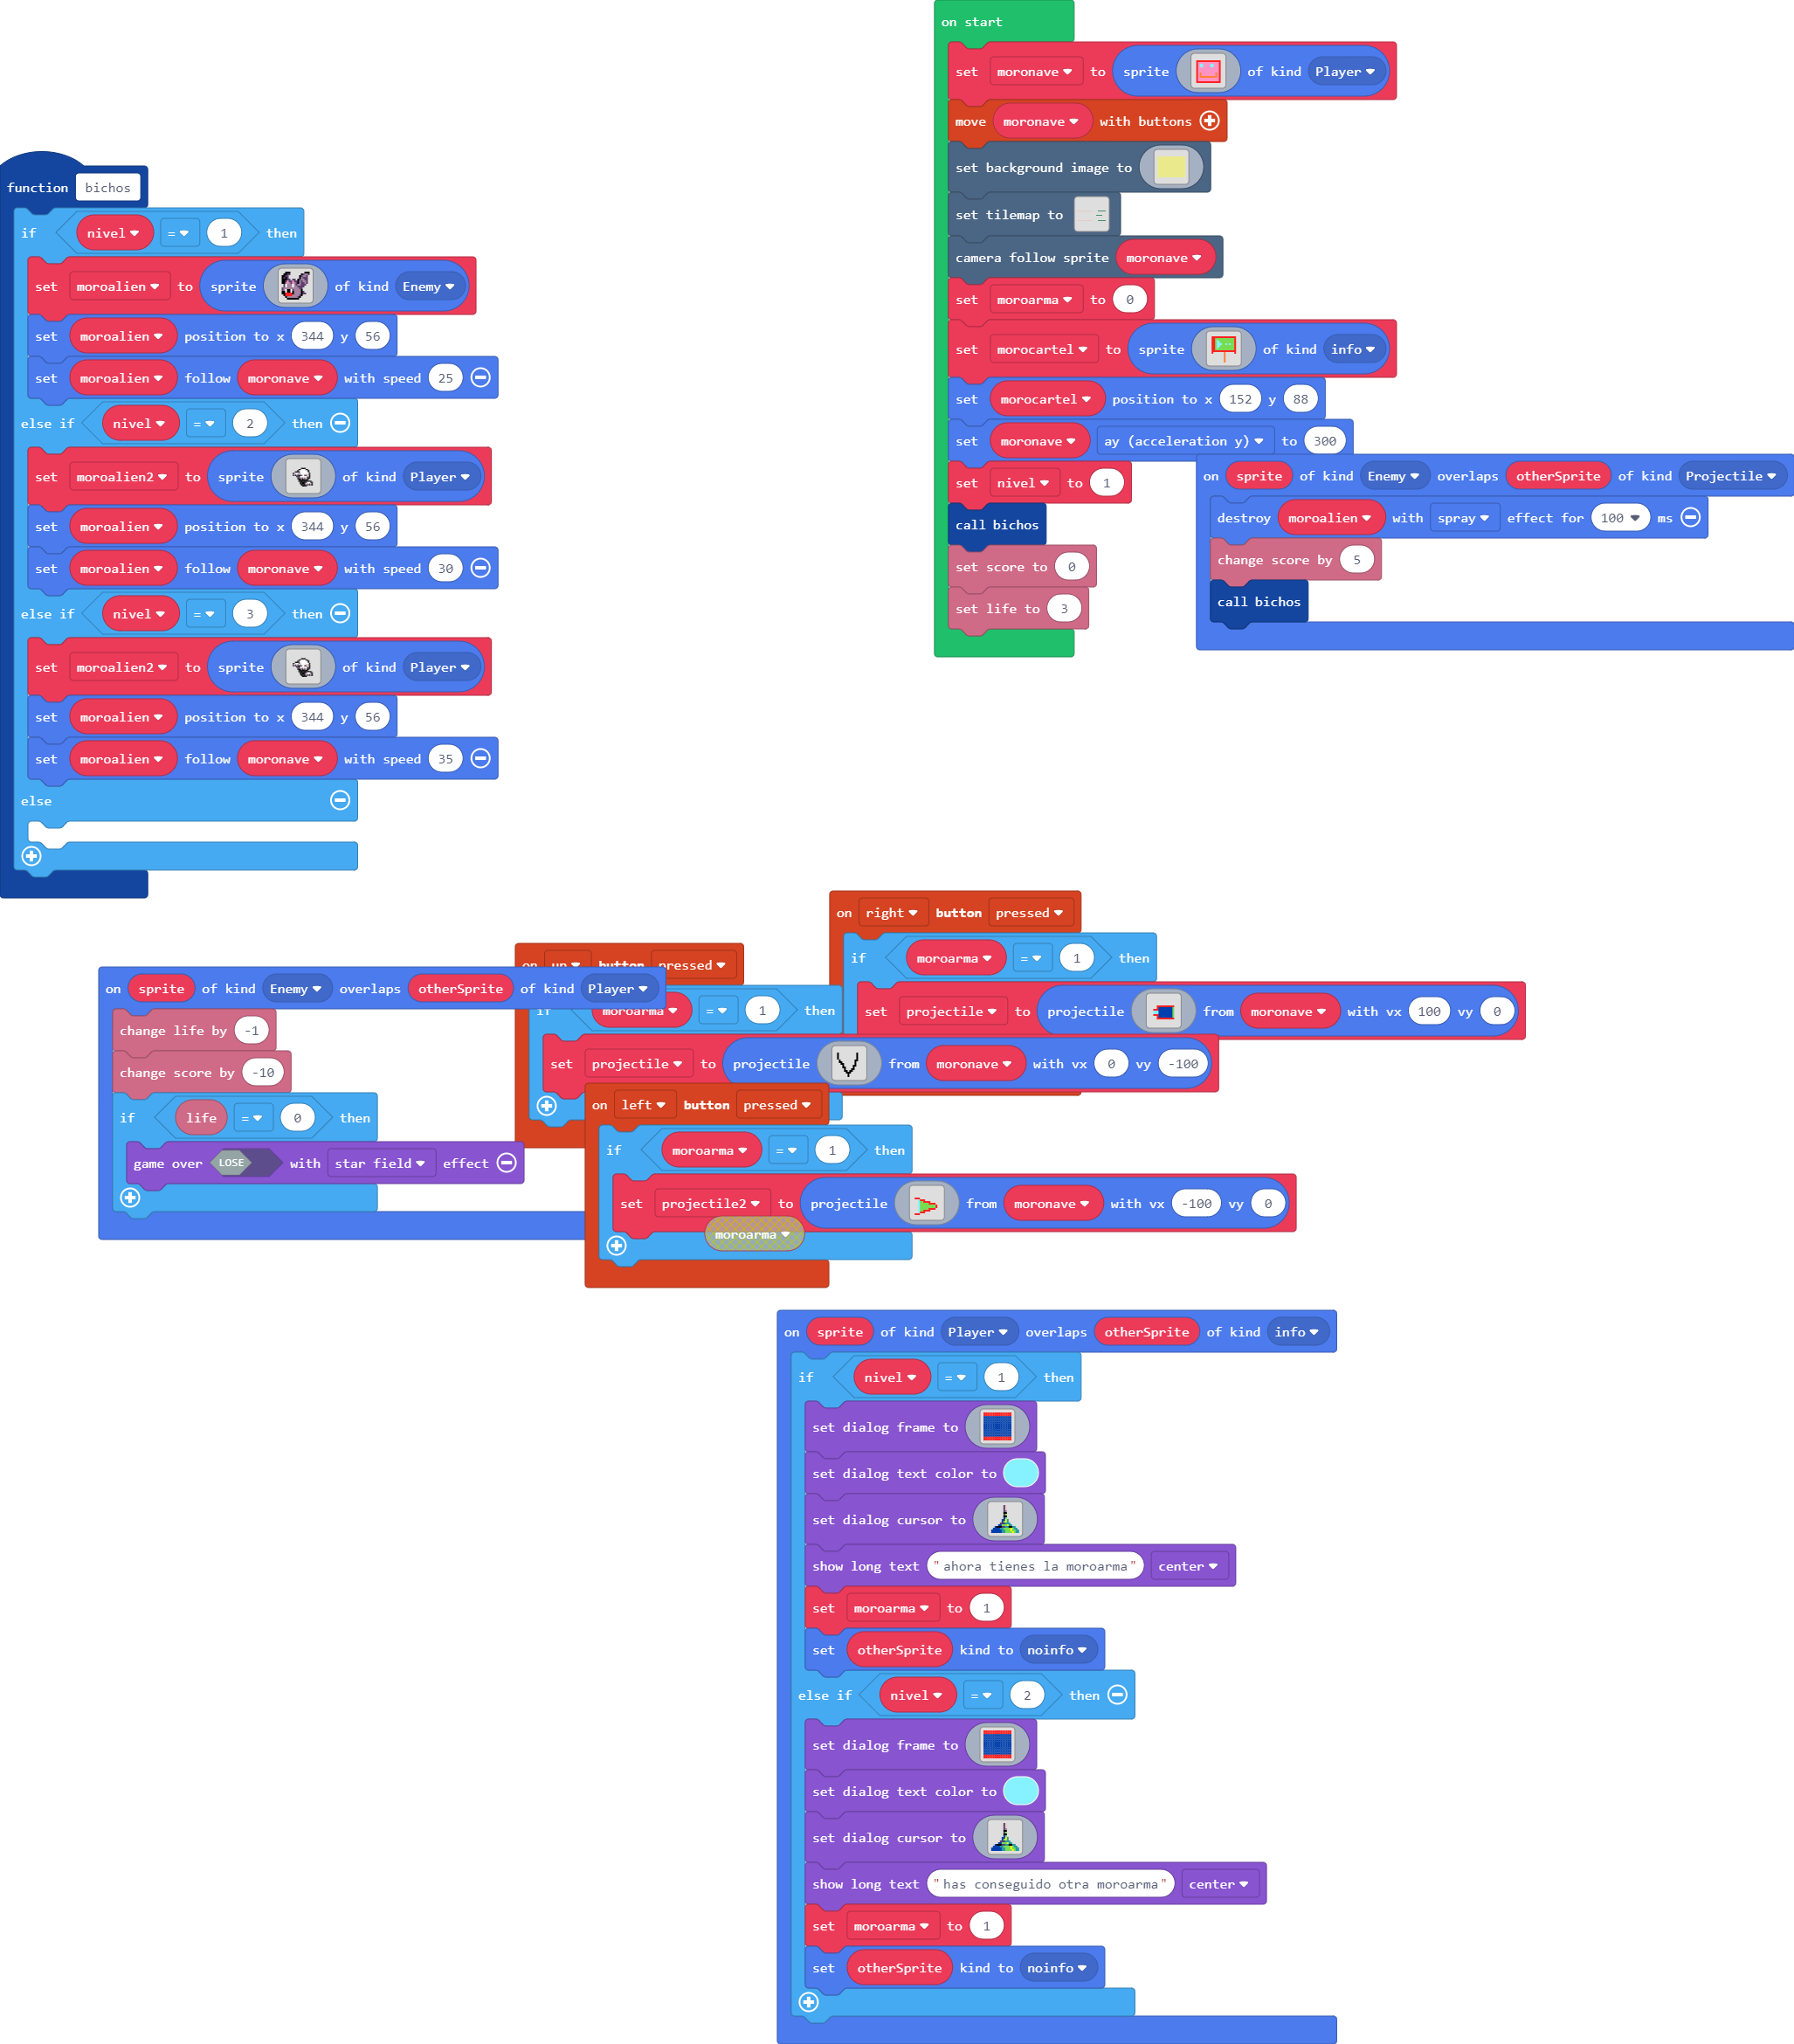 on start
set moronave to sprite of kind Player
move moronave with buttons
set background image to
set tilemap to
camera follow sprite moronave
set moroarma to 0
set morocartel to sprite of kind info
set morocartel position to x 152 y 88
set moronave ay (acceleration y) to 300
set nivel to 1
call bichos
set score to 0
set life to 3
on sprite of kind Enemy overlaps otherSprite of kind Projectile
destroy moroalien with spray effect for 100 ms
change score by 5
call bichos
function bichos
if nivel = 1 then
set moroalien to sprite of kind Enemy
set moroalien position to x 344 y 56
set moroalien follow moronave with speed 25
else if nivel = 2 then
set moroalien2 to sprite of kind Player
set moroalien position to x 344 y 56
set moroalien follow moronave with speed 30
else if nivel = 3 then
set moroalien2 to sprite of kind Player
set moroalien position to x 344 y 56
set moroalien follow moronave with speed 35
else
on right button pressed
if moroarma = 1 then
set projectile to projectile from moronave with vx 100 vy 0
on up button pressed
if moroarma = 1 then
set projectile to projectile from moronave with vx 0 vy -100
on sprite of kind Enemy overlaps otherSprite of kind Player
change life by -1
change score by -10
if life = 0 then
game over LOSE with star field effect
on left button pressed
if moroarma = 1 then
set projectile2 to projectile from moronave with vx -100 vy 0
moroarma
on sprite of kind Player overlaps otherSprite of kind info
if nivel = 1 then
set dialog frame to
set dialog text color to
set dialog cursor to
show long text "ahora tienes la moroarma" center
set moroarma to 1
set otherSprite kind to noinfo
else if nivel = 2 then
set dialog frame to
set dialog text color to
set dialog cursor to
show long text "has conseguido otra moroarma" center
set moroarma to 1
set otherSprite kind to noinfo